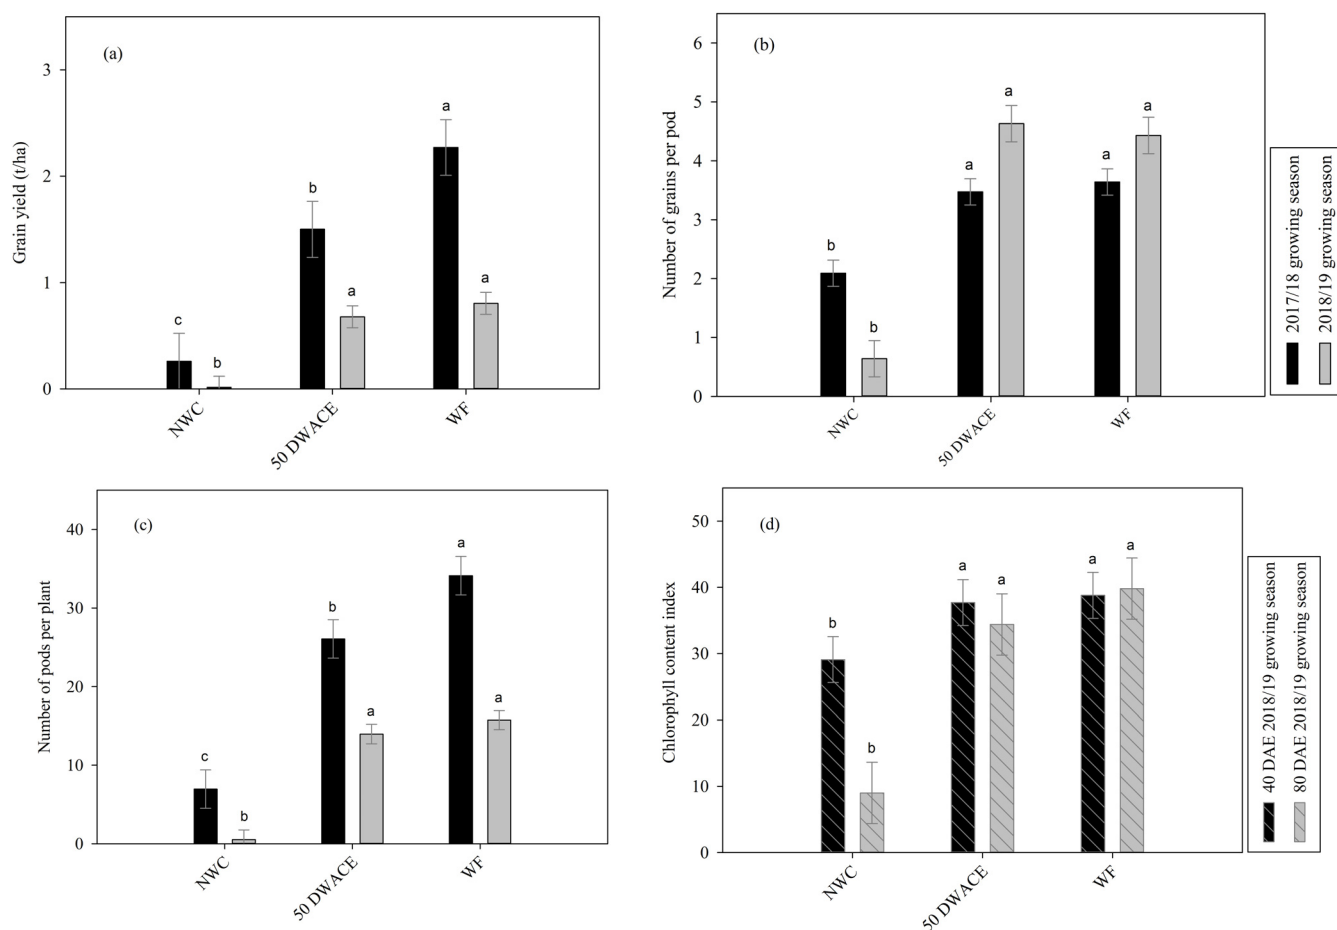 (a)
Grain yield (t/ha)
3
2
1
0
c
b
b
a
a
a
NWC
50 DWACE
WF
(b)
Number of grains per pod
6
5
4
3
2
1
0
b
b
a
a
a
a
NWC
50 DWACE
WF
2017/18 growing season
2018/19 growing season
(c)
Number of pods per plant
40
30
20
10
0
c
b
b
a
a
a
NWC
50 DWACE
WF
(d)
Chlorophyll content index
50
40
30
20
10
0
b
b
a
a
a
a
NWC
50 DWACE
WF
40 DAE 2018/19 growing season
80 DAE 2018/19 growing season